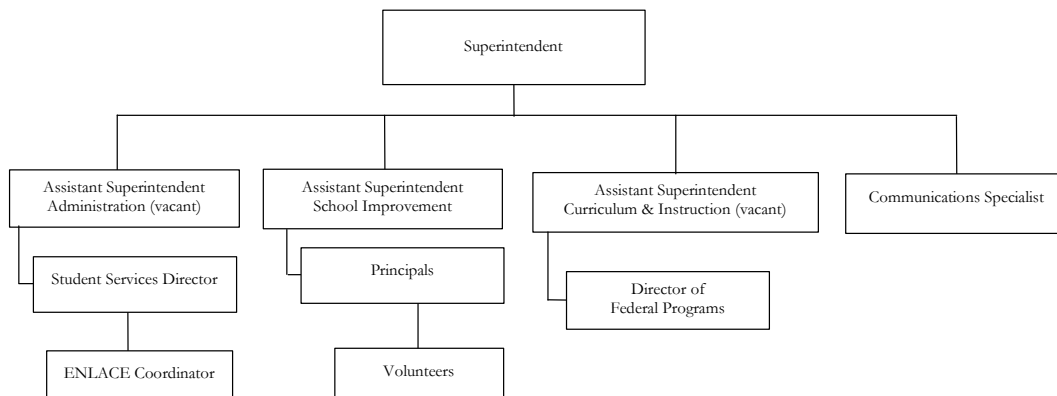 Superintendent
Assistant Superintendent
Administration (vacant)
Assistant Superintendent
School Improvement
Assistant Superintendent
Curriculum & Instruction (vacant)
Communications Specialist
Student Services Director
Principals
Director of
Federal Programs
ENLACE Coordinator
Volunteers